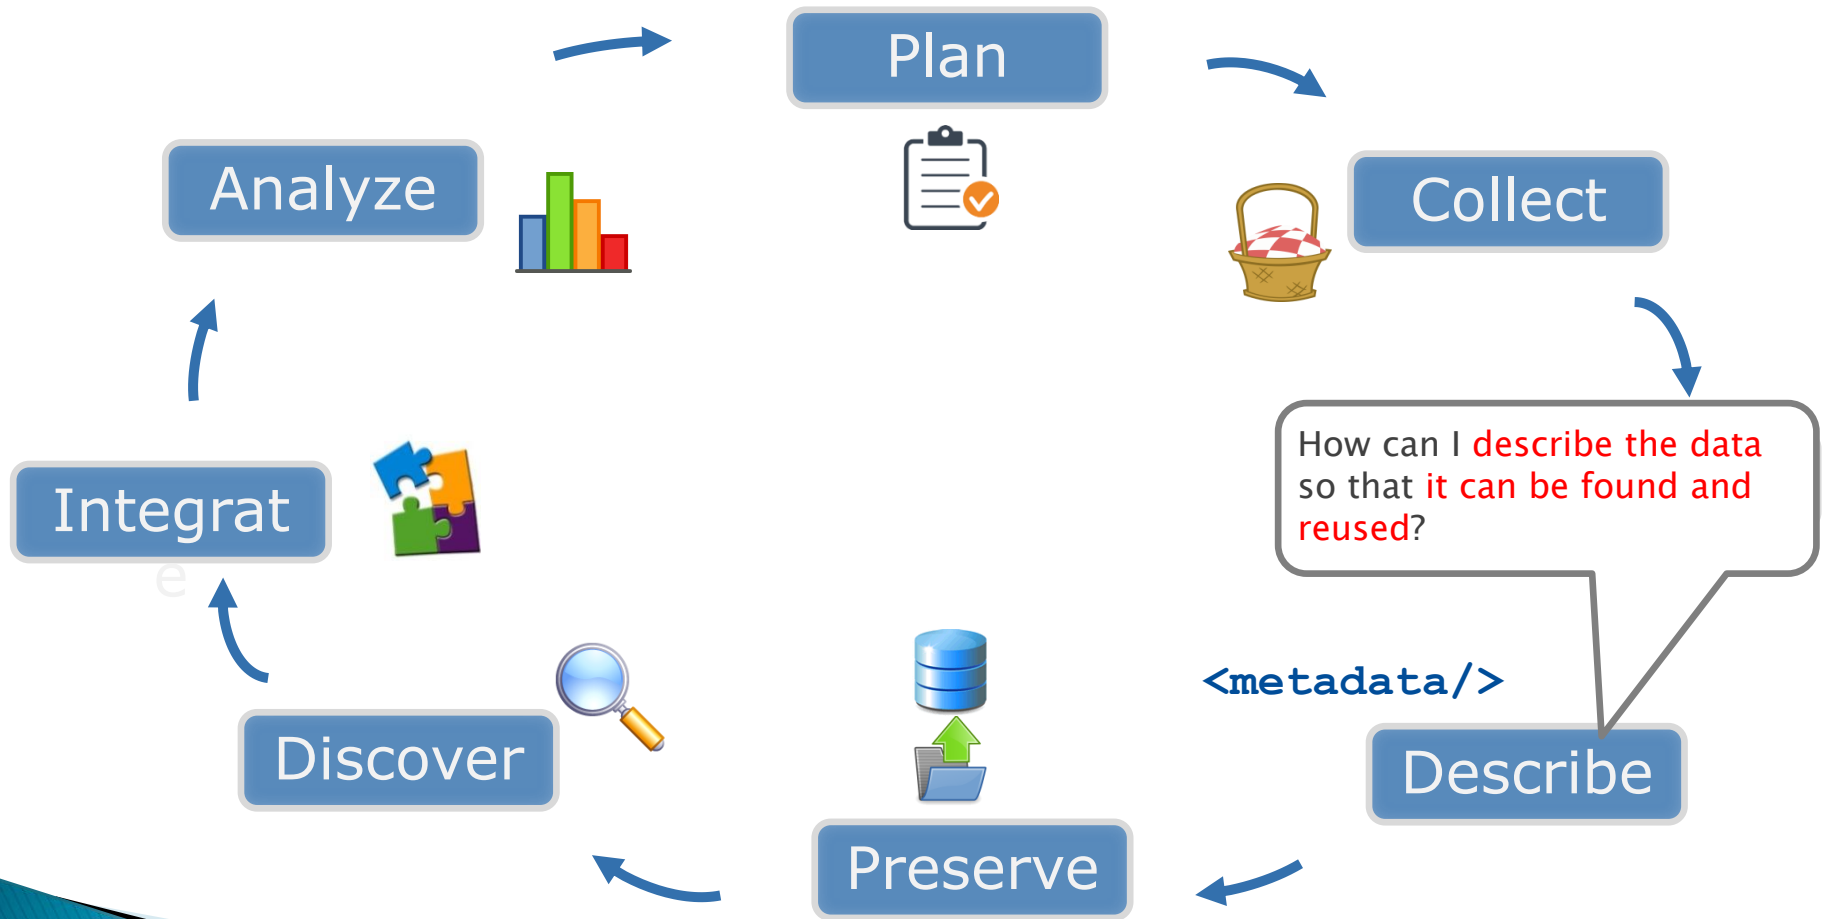 Plan
Analyze
Collect
How can I describe the data
so that it can be found and
reused?
Integrat
e
<metadata/>
Discover
Describe
Preserve